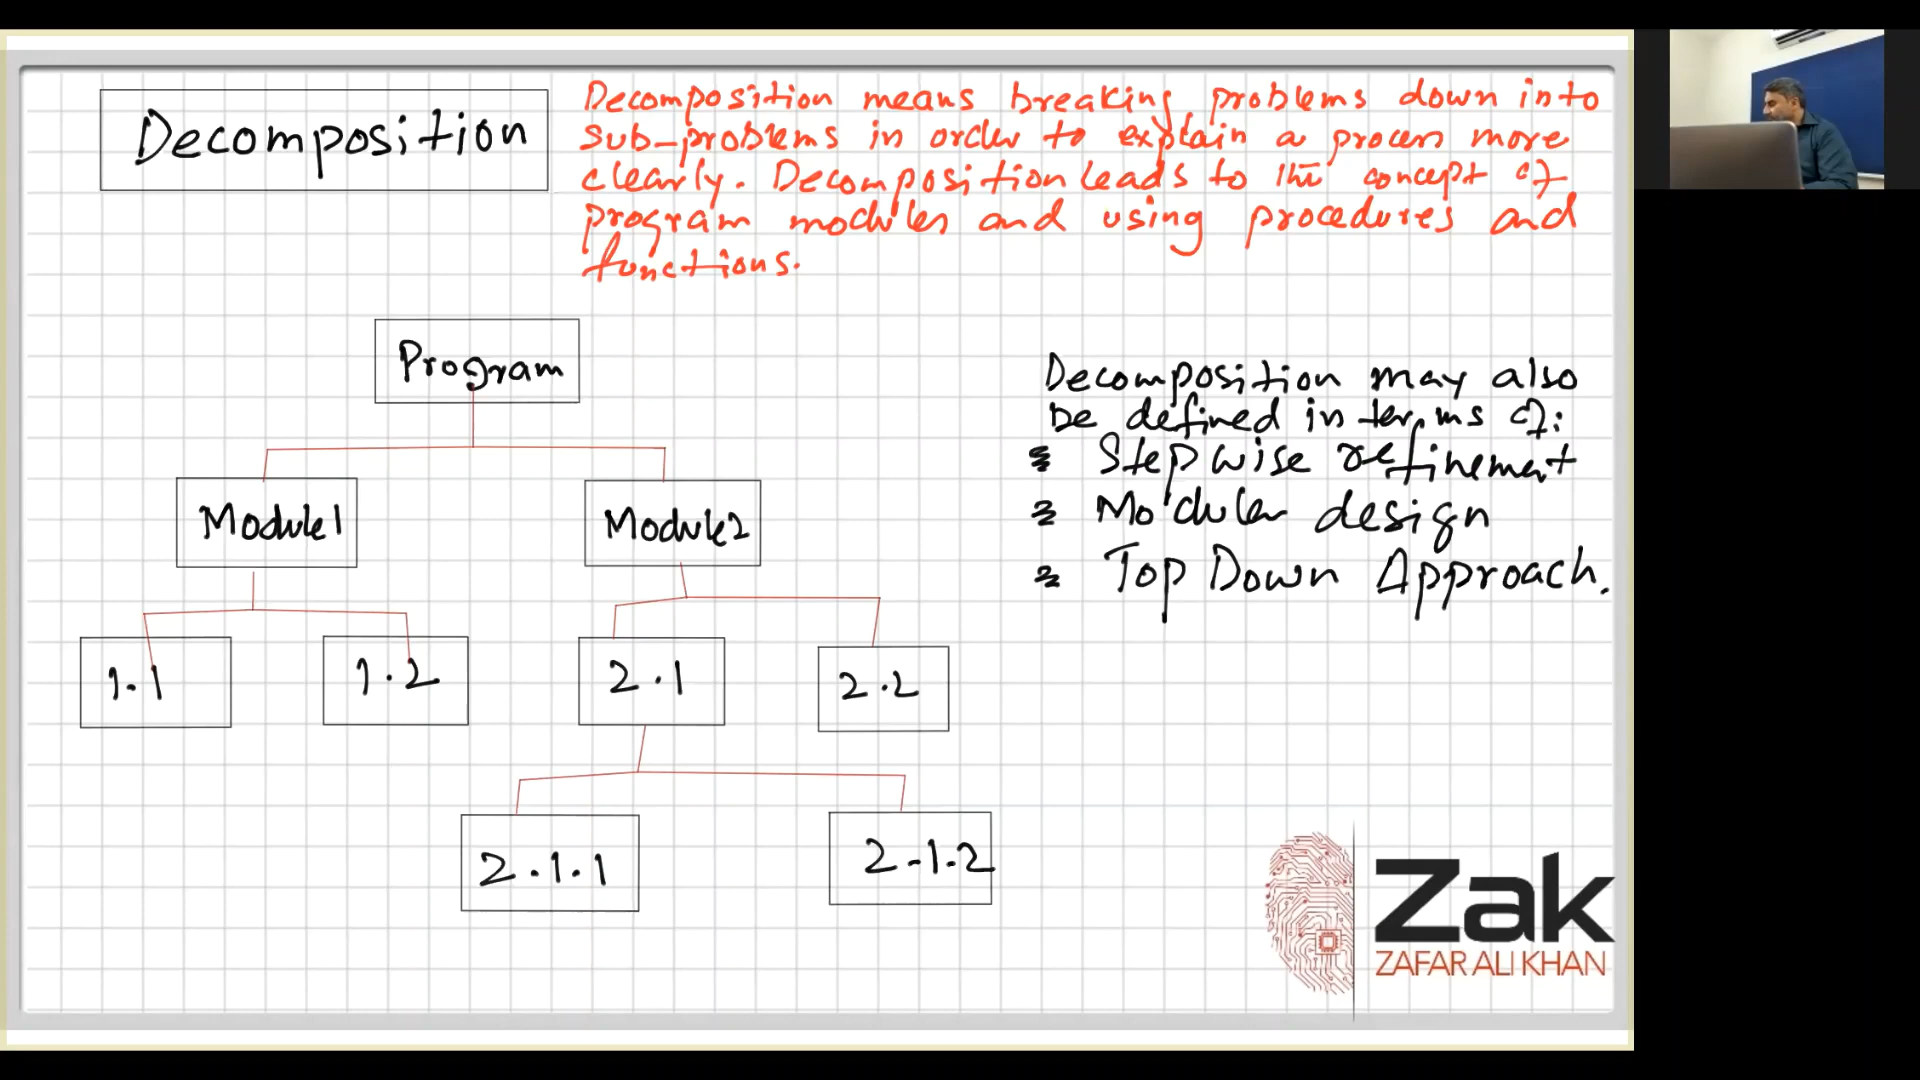 Decomposition
Decomposition means breaking problems down into
sub-problems in order to explain a process more
clearly. Decomposition leads to the concept of
program modules and using procedures and
functions.
Program
Decomposition may also
be defined in terms of:
Stepwise refinement
Modular design
Top Down Approach.
Module1
Module2
1.1
1.2
2.1
2.2
2.1.1
2.1.2
Zak
ZAFAR ALI KHAN